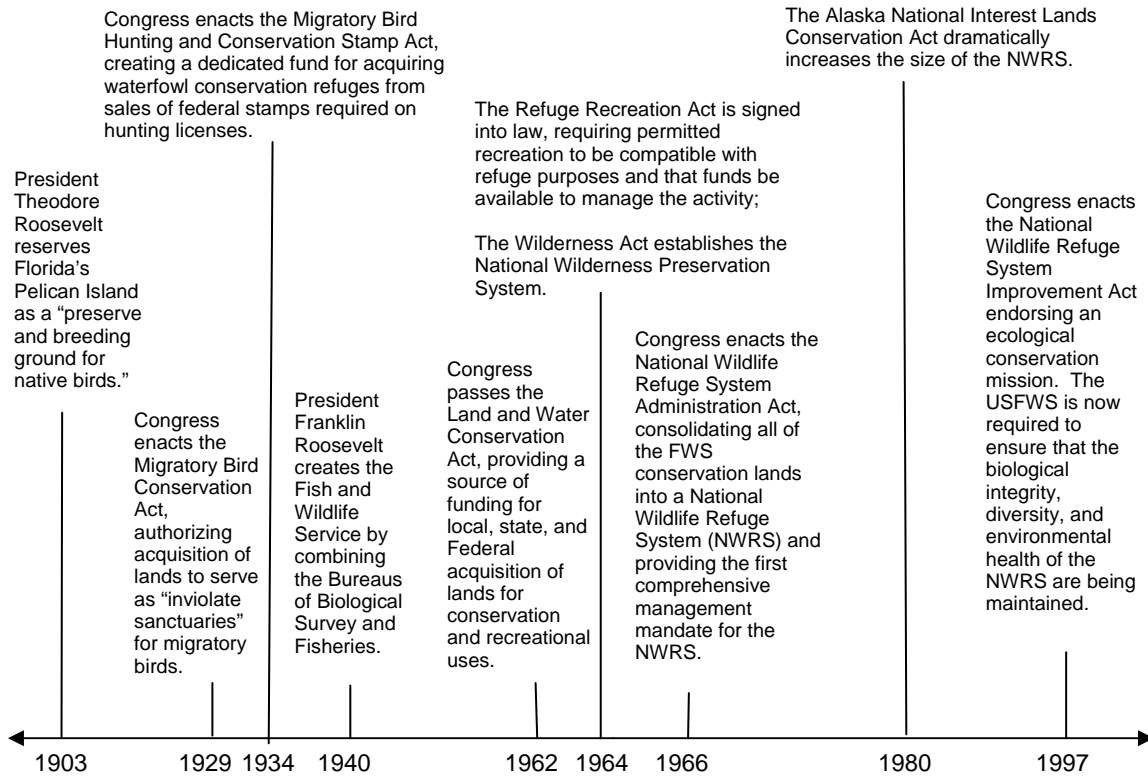 Congress enacts the Migratory Bird
Hunting and Conservation Stamp Act,
creating a dedicated fund for acquiring
waterfowl conservation refuges from
sales of federal stamps required on
hunting licenses.
The Alaska National Interest Lands
Conservation Act dramatically
increases the size of the NWRS.
The Refuge Recreation Act is signed
into law, requiring permitted
recreation to be compatible with
refuge purposes and that funds be
available to manage the activity;
The Wilderness Act establishes the
National Wilderness Preservation
System.
President
Theodore
Roosevelt
reserves
Florida’s
Pelican Island
as a “preserve
and breeding
ground for
native birds.”
Congress
enacts the
Migratory Bird
Conservation
Act,
authorizing
acquisition of
lands to serve
as “inviolate
sanctuaries”
for migratory
birds.
President
Franklin
Roosevelt
creates the
Fish and
Wildlife
Service by
combining
the Bureaus
of Biological
Survey and
Fisheries.
Congress
passes the
Land and Water
Conservation
Act, providing a
source of
funding for
local, state, and
Federal
acquisition of
lands for
conservation
and recreational
uses.
Congress enacts the
National Wildlife
Refuge System
Administration Act,
consolidating all of
the FWS
conservation lands
into a National
Wildlife Refuge
System (NWRS) and
providing the first
comprehensive
management
mandate for the
NWRS.
Congress enacts
the National
Wildlife Refuge
System
Improvement Act
endorsing an
ecological
conservation
mission. The
USFWS is now
required to
ensure that the
biological
integrity,
diversity, and
environmental
health of the
NWRS are being
maintained.
1903 1929 1934 1940 1962 1964 1966 1980 1997